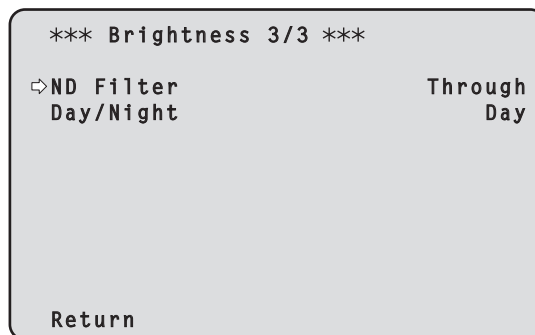 *** Brightness 3/3 ***
⇨ND Filter Through
Day/Night Day
Return